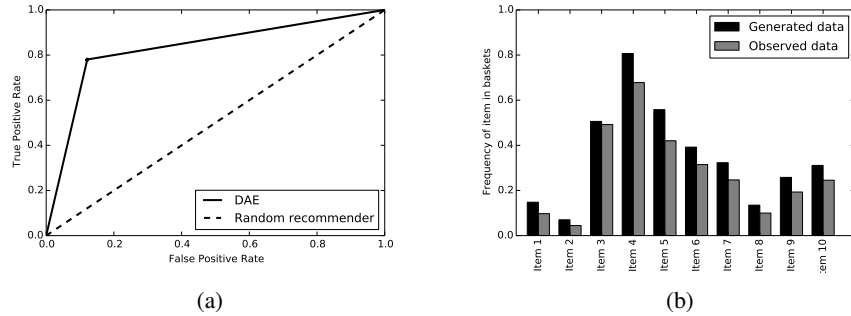 1.0
0.8
0.6
0.4
0.2
0.0
True Positive Rate
0.0 0.2 0.4 0.6 0.8 1.0
False Positive Rate
DAE
Random recommender
(a)
1.0
0.8
0.6
0.4
0.2
0.0
Frequency of item in baskets
Generated data
Observed data
Item 1
Item 2
Item 3
Item 4
Item 5
Item 6
Item 7
Item 8
Item 9
tem 10
(b)